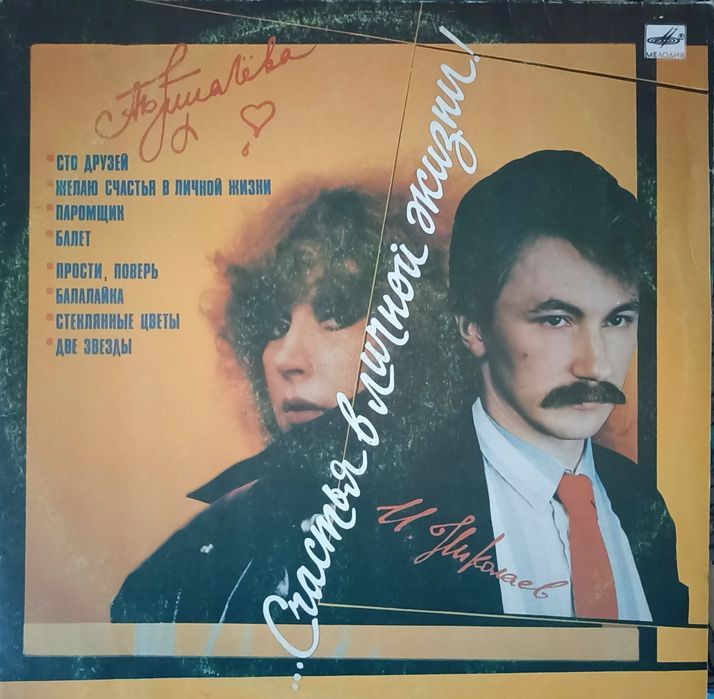 А Пугачёва
МЕЛОДИЯ
СТО ДРУЗЕЙ
ЖЕЛАЮ СЧАСТЬЯ В ЛИЧНОЙ ЖИЗНИ
ПАРОМЩИК
БАЛЕТ
ПРОСТИ, ПОВЕРЬ
БАЛАЛАЙКА
СТЕКЛЯННЫЕ ЦВЕТЫ
ДВЕ ЗВЕЗДЫ
...Счастья в личной жизни!
И Николаев